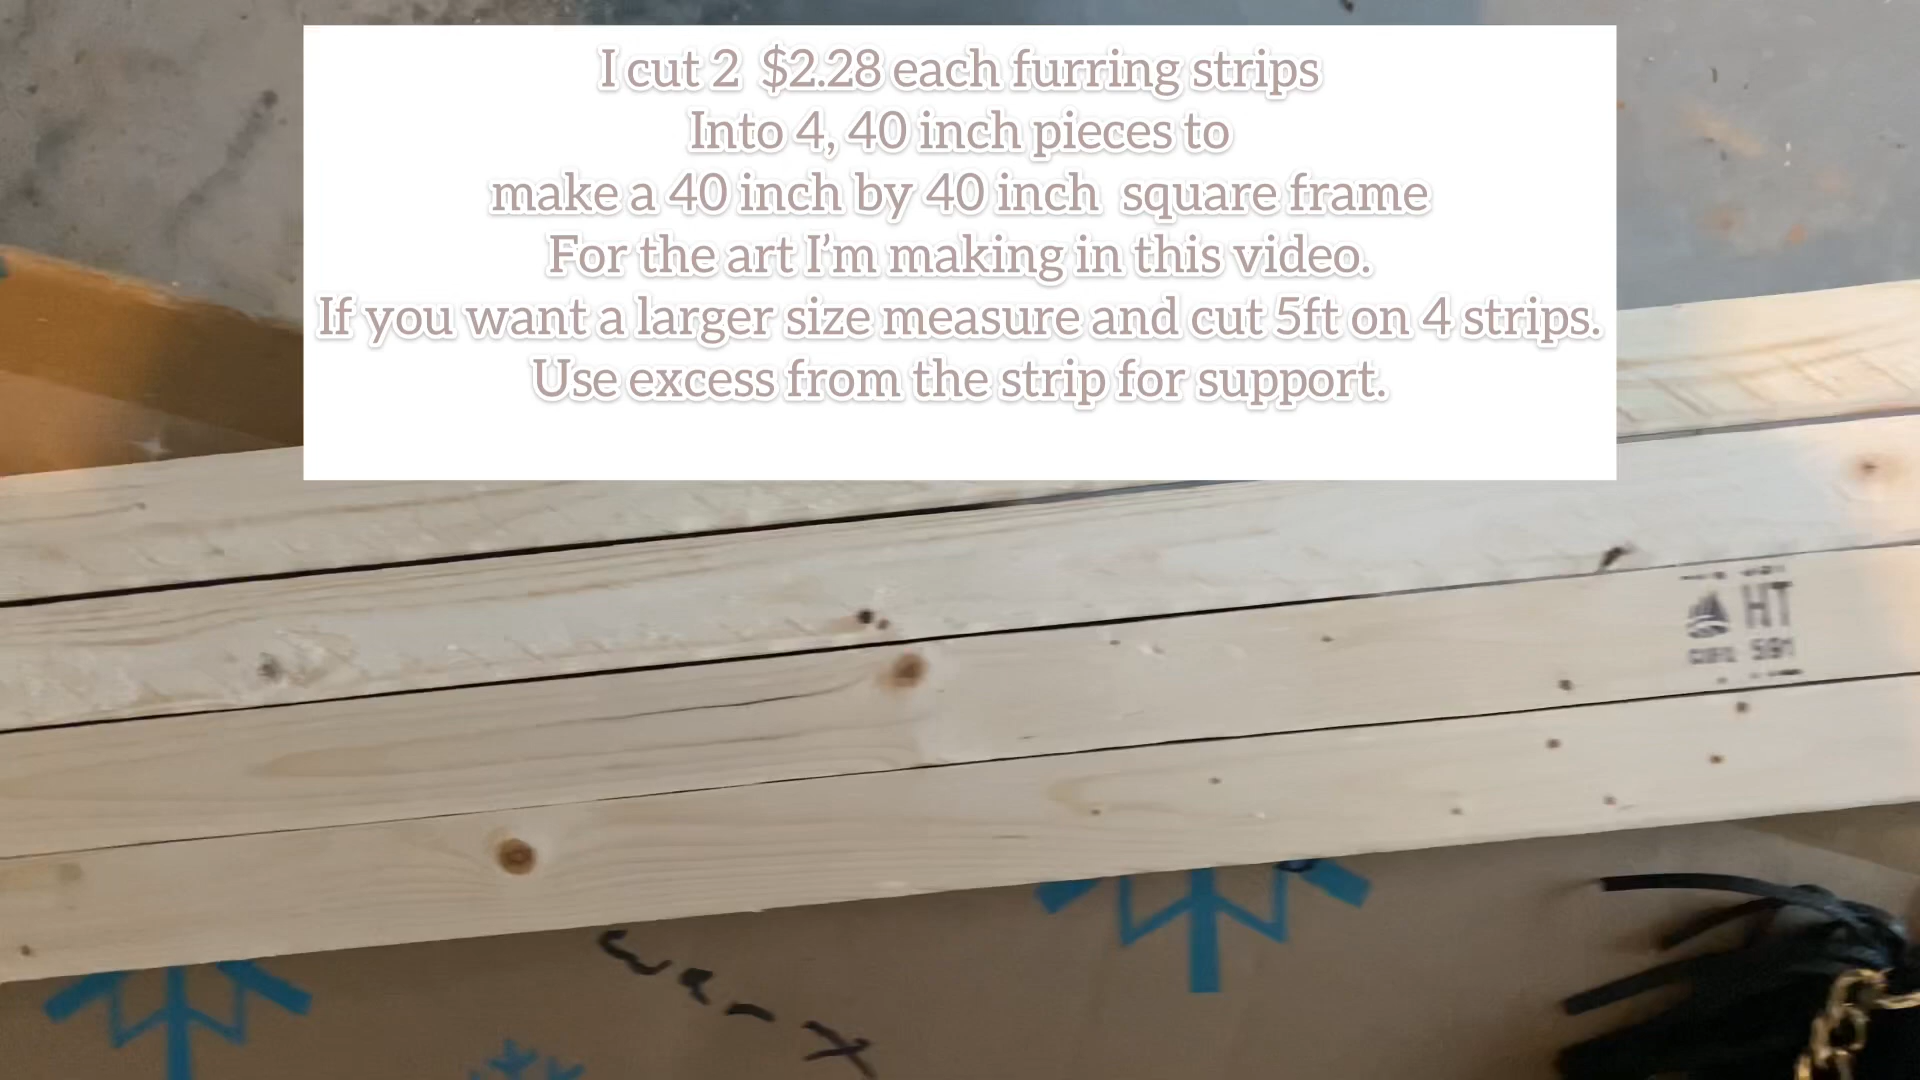 I cut 2 $2.28 each furring strips
Into 4, 40 inch pieces to
make a 40 inch by 40 inch square frame
For the art I'm making in this video.
If you want a larger size measure and cut 5ft on 4 strips.
Use excess from the strip for support.
HT
591